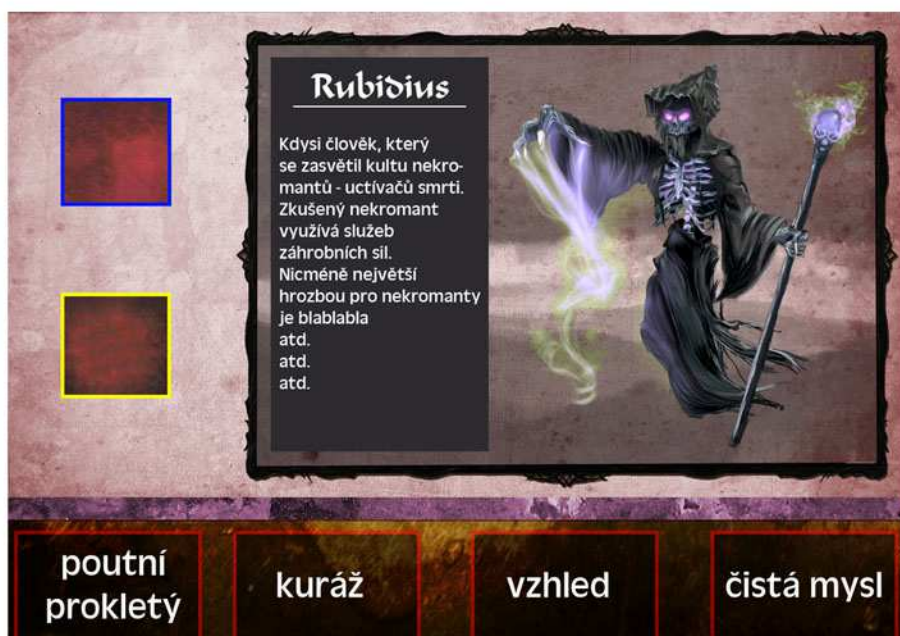 Rubidius
Kdysi člověk, který
se zasvětil kultu nekro-
mantů - uctívačů smrti.
Zkušený nekromant
využívá služeb
záhrobních sil.
Nicméně největší
hrozbou pro nekromanty
je blablabla
atd.
atd.
atd.
poutní
prokletý
kuráž
vzhled
čistá mysl